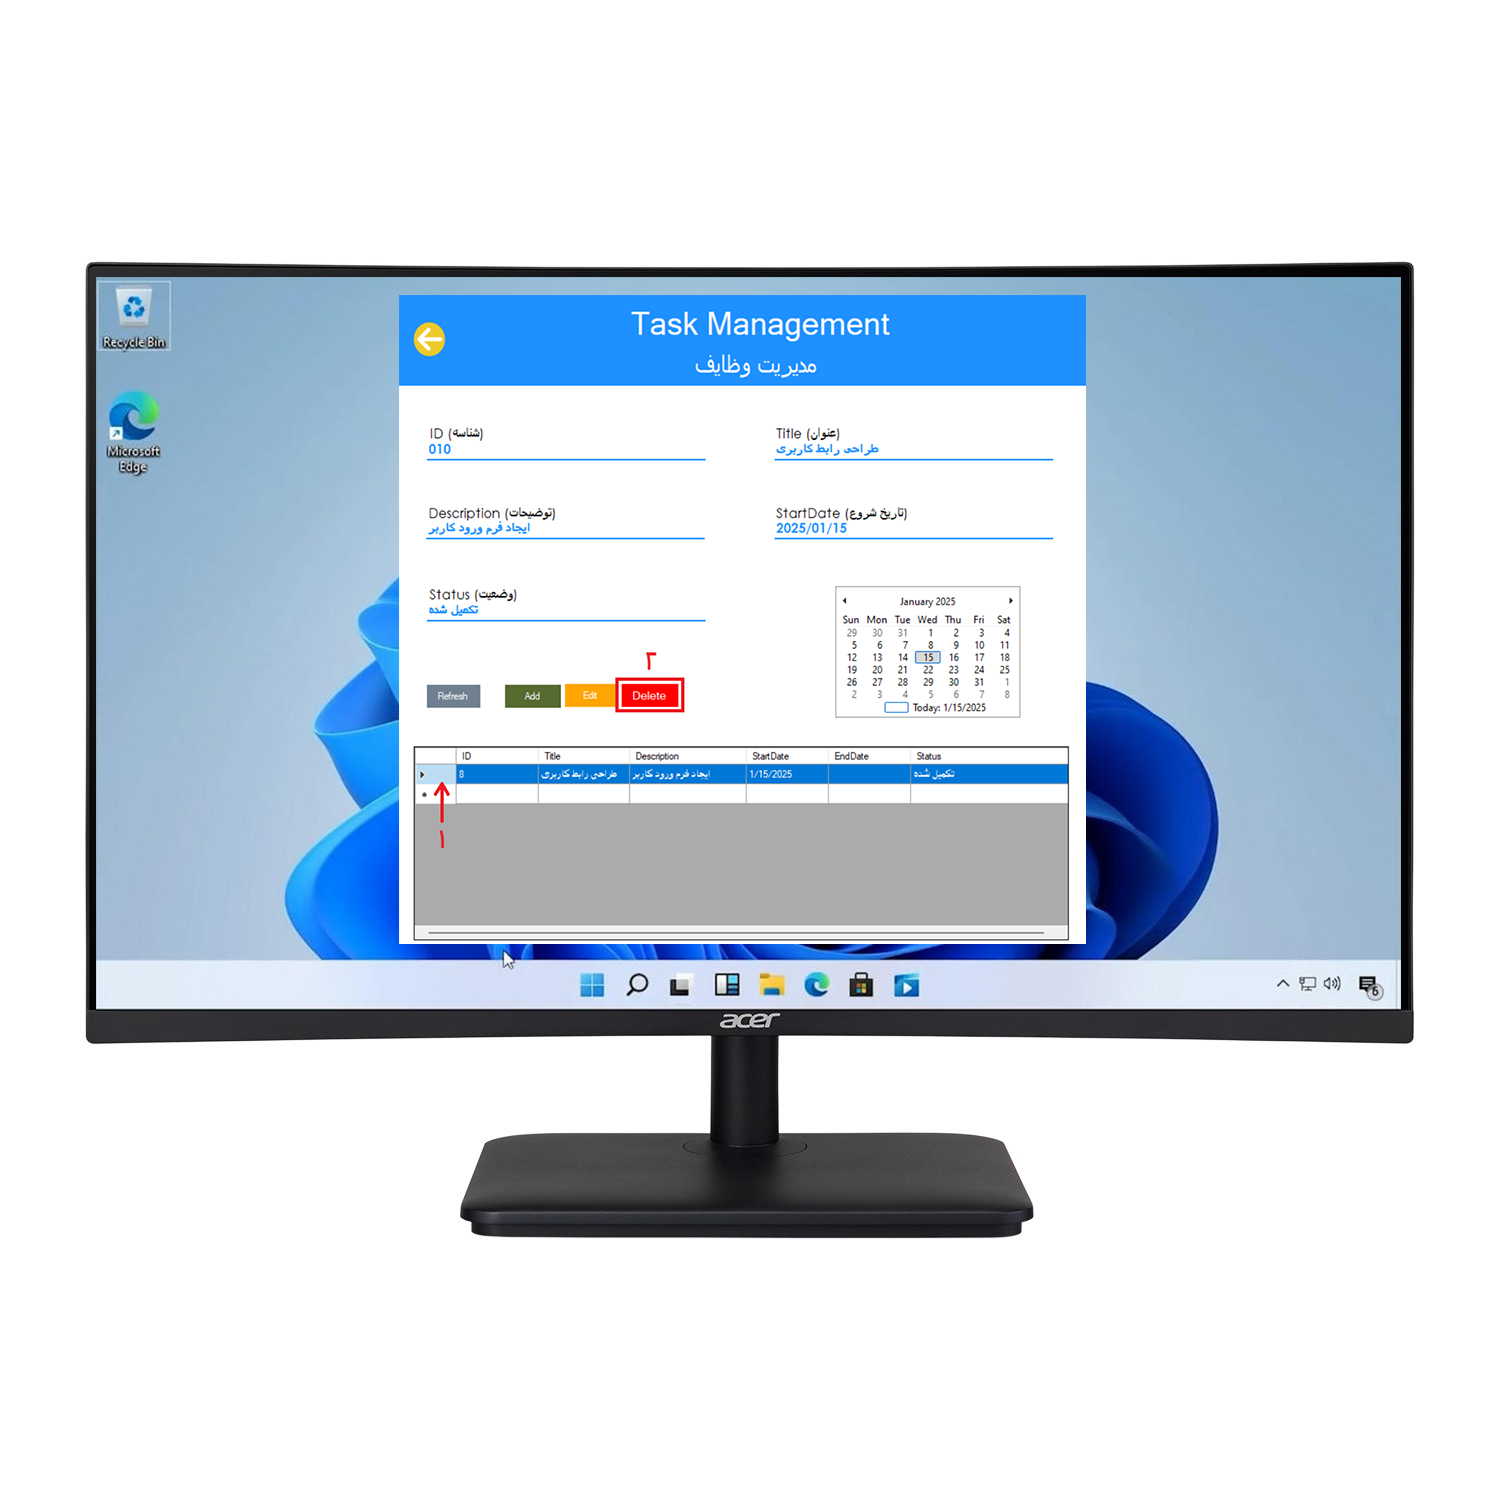 Recycle Bin
Microsoft
Edge
Task Management
مدیریت وظایف
ID (شناسه)
010
Title (عنوان)
طراحی رابط کاربری
Description (توضیحات)
ایجاد فرم ورود کاربر
StartDate (تاریخ شروع)
2025/01/15
Status (وضعیت)
تکمیل شده
January 2025
Sun Mon Tue Wed Thu Fri Sat
29 30 31 1 2 3 4
5 6 7 8 9 10 11
12 13 14 15 16 17 18
19 20 21 22 23 24 25
26 27 28 29 30 31 1
2 3 4 5 6 7 8
Today: 1/15/2025
۲
Refresh Add Edit Delete
ID Title Description StartDate EndDate Status
8 طراحی رابط کاربری ایجاد فرم ورود کاربر 1/15/2025 تکمیل شده
۱
6
acer